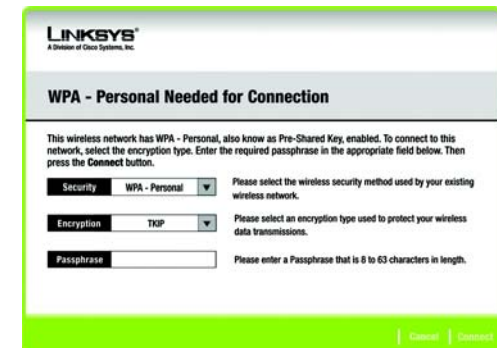 LINKSYS®
A Division of Cisco Systems, Inc.
WPA - Personal Needed for Connection
This wireless network has WPA - Personal, also know as Pre-Shared Key, enabled. To connect to this
network, select the encryption type. Enter the required passphrase in the appropriate field below. Then
press the Connect button.
Security WPA - Personal Please select the wireless security method used by your existing
wireless network.
Encryption TKIP Please select an encryption type used to protect your wireless
data transmissions.
Passphrase Please enter a Passphrase that is 8 to 63 characters in length.
Cancel Connect